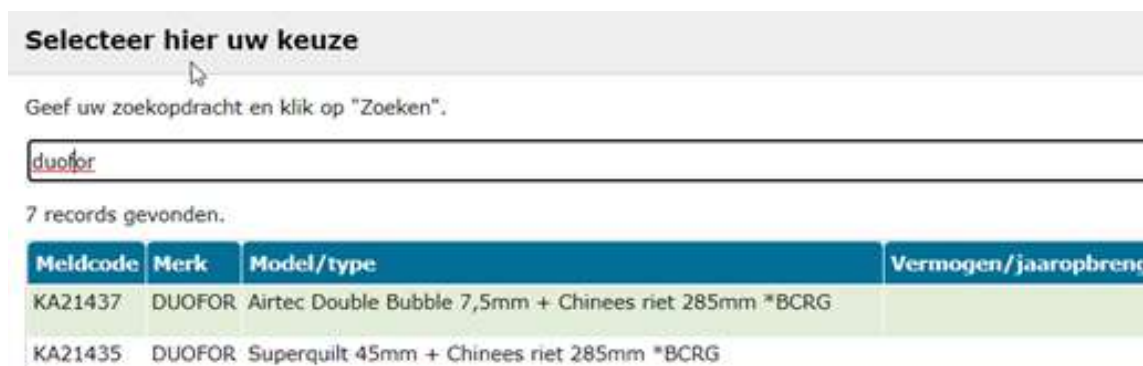 Selecteer hier uw keuze
Geef uw zoekopdracht en klik op "Zoeken".
duofor
7 records gevonden.
Meldcode Merk Model/type Vermogen/jaaropbreng
KA21437 DUOFOR Airtec Double Bubble 7,5mm + Chinees riet 285mm *BCRG
KA21435 DUOFOR Superquilt 45mm + Chinees riet 285mm *BCRG